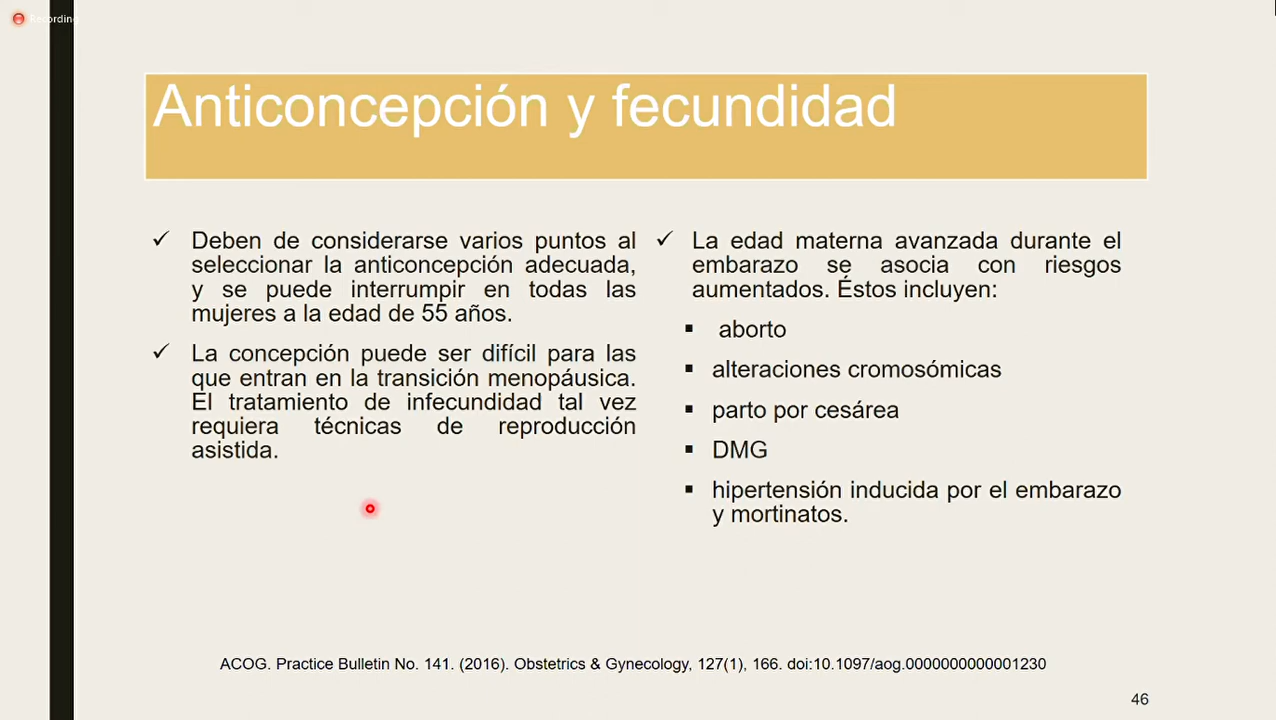 Recording
Anticoncepción y fecundidad
✓ Deben de considerarse varios puntos al
seleccionar la anticoncepción adecuada,
y se puede interrumpir en todas las
mujeres a la edad de 55 años.
✓ La concepción puede ser difícil para las
que entran en la transición menopáusica.
El tratamiento de infecundidad tal vez
requiera técnicas de reproducción
asistida.
✓ La edad materna avanzada durante el
embarazo se asocia con riesgos
aumentados. Éstos incluyen:
▪ aborto
▪ alteraciones cromosómicas
▪ parto por cesárea
▪ DMG
▪ hipertensión inducida por el embarazo
y mortinatos.
ACOG. Practice Bulletin No. 141. (2016). Obstetrics & Gynecology, 127(1), 166. doi:10.1097/aog.0000000000001230
46